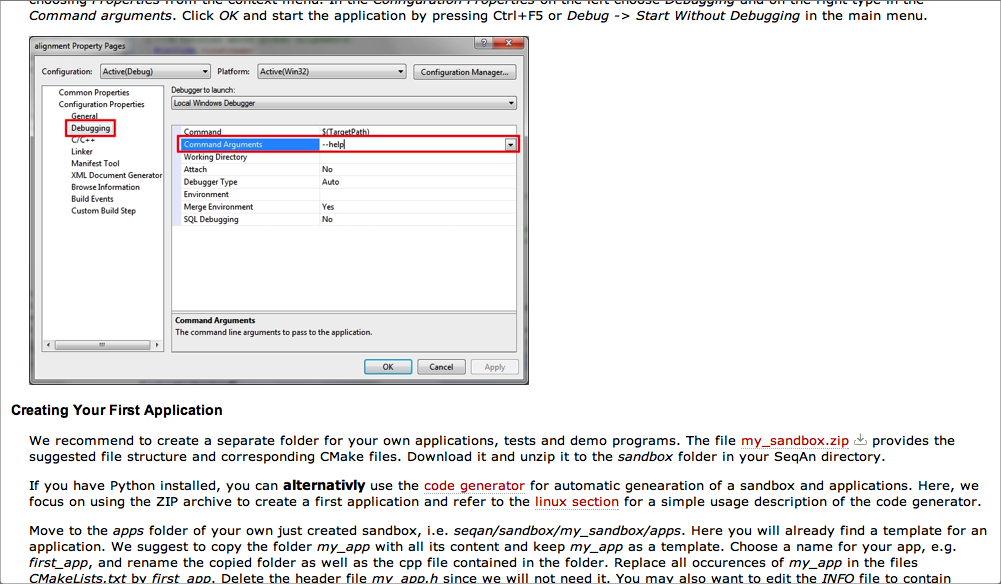 choosing Properties from the context menu. In the Configuration Properties on the left choose Debugging and on the right type in the
Command arguments. Click OK and start the application by pressing Ctrl+F5 or Debug -> Start Without Debugging in the main menu.
alignment Property Pages
Configuration: Active(Debug) Platform: Active(Win32) Configuration Manager...
Common Properties
Configuration Properties
General
Debugging
C/C++
Linker
Manifest Tool
XML Document Generator
Browse Information
Build Events
Custom Build Step
Debugger to launch:
Local Windows Debugger
Command $(TargetPath)
Command Arguments --help
Working Directory
Attach No
Debugger Type Auto
Environment
Merge Environment Yes
SQL Debugging No
Command Arguments
The command line arguments to pass to the application.
OK Cancel Apply
Creating Your First Application
We recommend to create a separate folder for your own applications, tests and demo programs. The file my_sandbox.zip provides the
suggested file structure and corresponding CMake files. Download it and unzip it to the sandbox folder in your SeqAn directory.
If you have Python installed, you can alternativly use the code generator for automatic genearation of a sandbox and applications. Here, we
focus on using the ZIP archive to create a first application and refer to the linux section for a simple usage description of the code generator.
Move to the apps folder of your own just created sandbox, i.e. seqan/sandbox/my_sandbox/apps. Here you will already find a template for an
application. We suggest to copy the folder my_app with all its content and keep my_app as a template. Choose a name for your app, e.g.
first_app, and rename the copied folder as well as the cpp file contained in the folder. Replace all occurences of my_app in the files
CMakeLists.txt by first_app. Delete the header file my_app.h since we will not need it. You may also want to edit the INFO file to contain